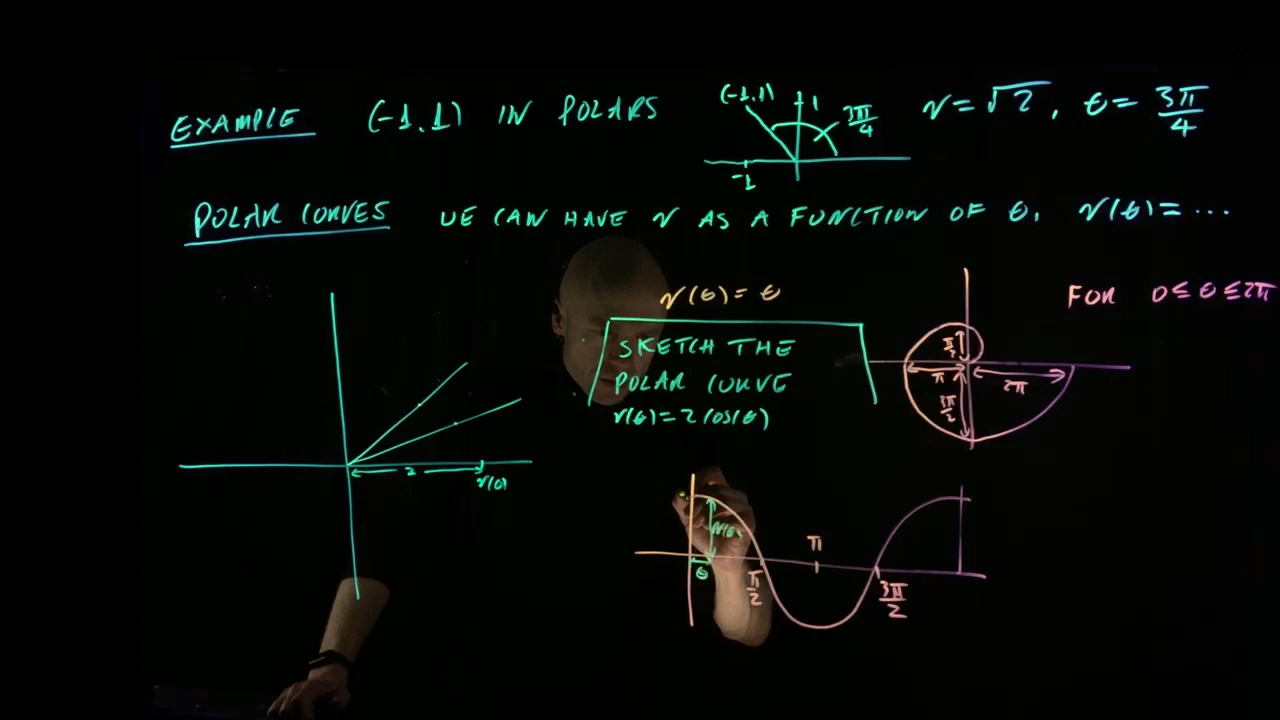 EXAMPLE (-1,1) IN POLARS (-1,1) 1 3π/4 -1 r=√2, θ=3π/4
POLAR CURVES WE CAN HAVE r AS A FUNCTION OF θ. r(θ)=...
r(θ)=θ FOR 0≤θ≤2π
SKETCH THE
POLAR CURVE
r(θ)=2cos(θ)
π/2
π 2π
3π/2
2 r(0)
r(θ)
θ π/2 π 3π/2